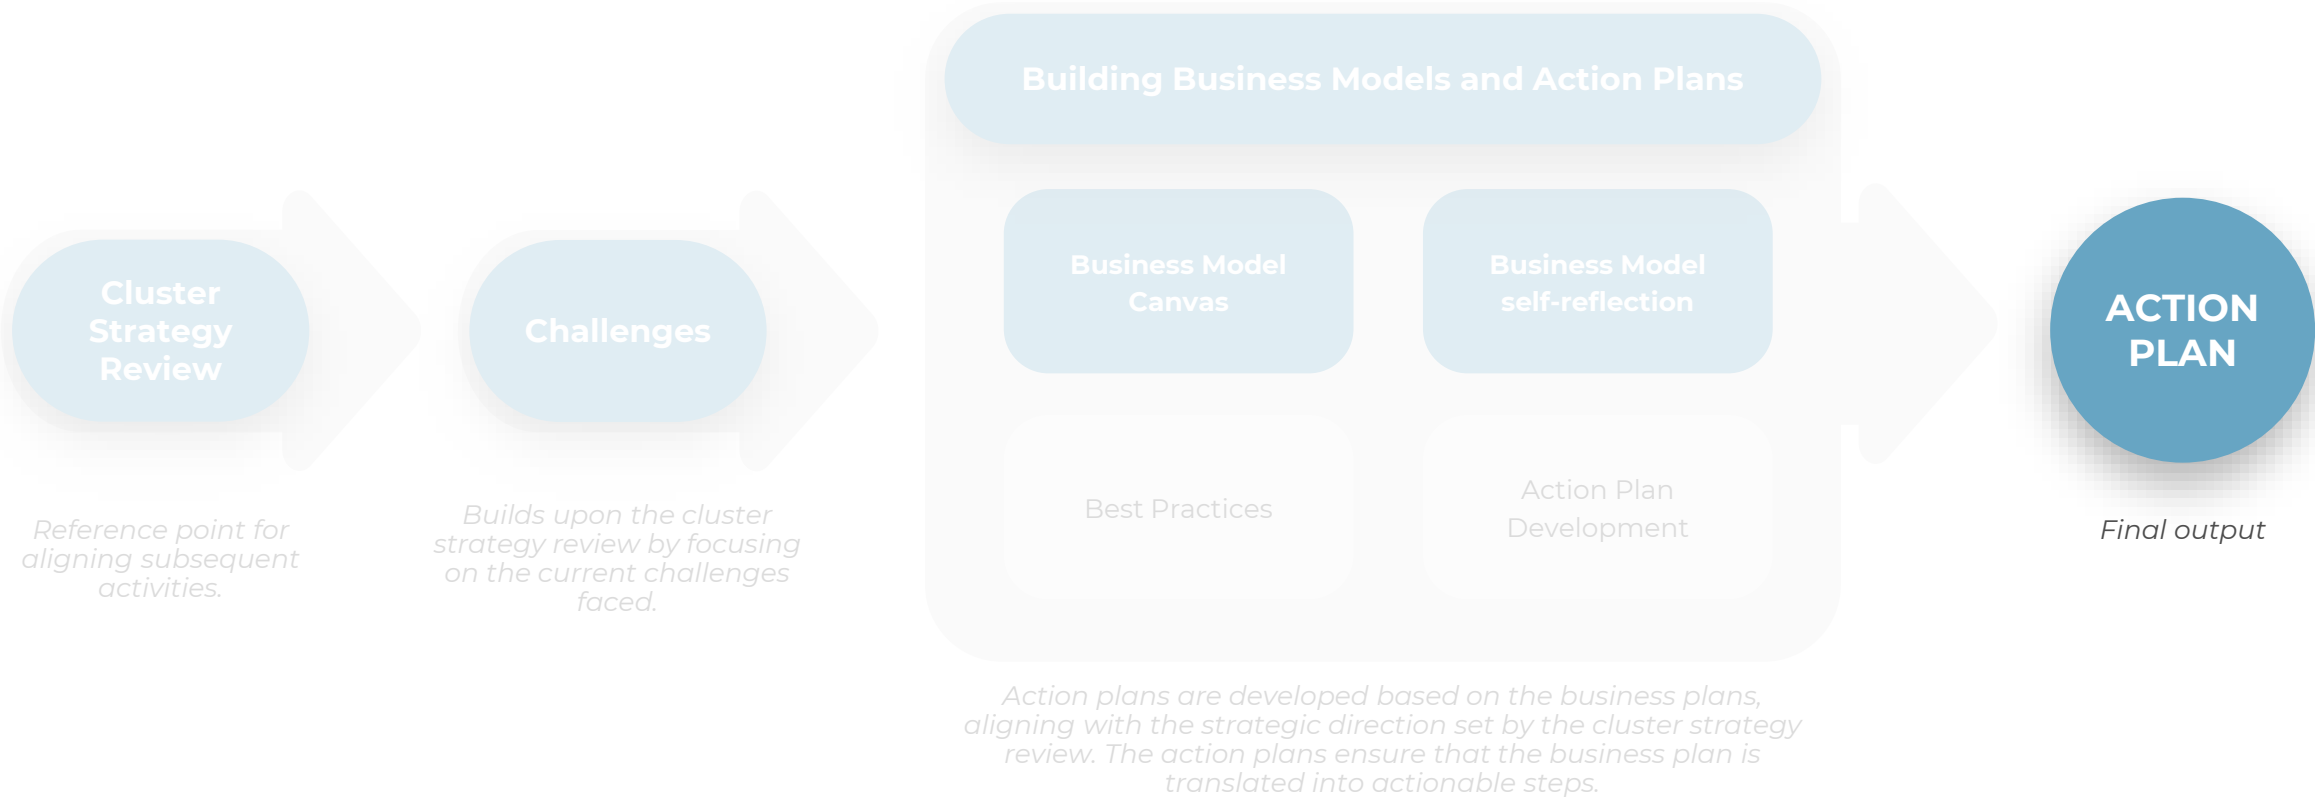 Building Business Models and Action Plans
Cluster
Strategy
Review
Challenges
Business Model
Canvas
Business Model
self-reflection
Best Practices
Action Plan
Development
ACTION
PLAN
Reference point for
aligning subsequent
activities.
Builds upon the cluster
strategy review by focusing
on the current challenges
faced.
Action plans are developed based on the business plans,
aligning with the strategic direction set by the cluster strategy
review. The action plans ensure that the business plan is
translated into actionable steps.
Final output